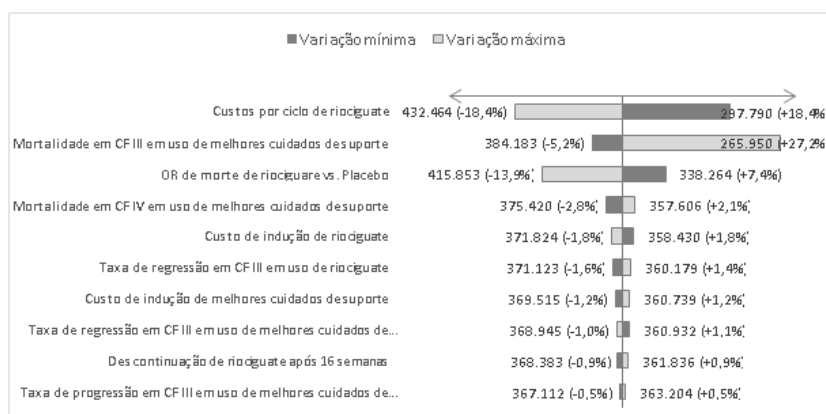 Variação mínima Variação máxima
Custos por ciclo de riociguate 432.464 (-18,4%) 297.790 (+18,4%
Mortalidade em CF III em uso de melhores cuidados de suporte 384.183 (-5,2%) 265.950 (+27,2%
OR de morte de riociguare vs. Placebo 415.853 (-13,9%) 338.264 (+7,4%)
Mortalidade em CF IV em uso de melhores cuidados de suporte 375.420 (-2,8%) 357.606 (+2,1%)
Custo de indução de riociguate 371.824 (-1,8%) 358.430 (+1,8%)
Taxa de regressão em CF III em uso de riociguate 371.123 (-1,6%) 360.179 (+1,4%)
Custo de indução de melhores cuidados de suporte 369.515 (-1,2%) 360.739 (+1,2%)
Taxa de regressão em CF III em uso de melhores cuidados de... 368.945 (-1,0%) 360.932 (+1,1%)
Descontinuação de riociguate após 16 semanas 368.383 (-0,9%) 361.836 (+0,9%)
Taxa de progressão em CF III em uso de melhores cuidados de... 367.112 (-0,5%) 363.204 (+0,5%)